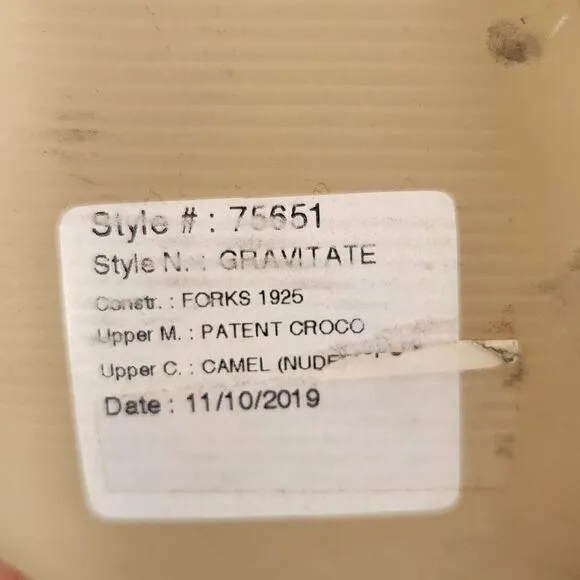 Style # : 75651
Style N. : GRAVITATE
Constr. : FORKS 1925
Upper M. : PATENT CROCO
Upper C. : CAMEL (NUDE
Date : 11/10/2019